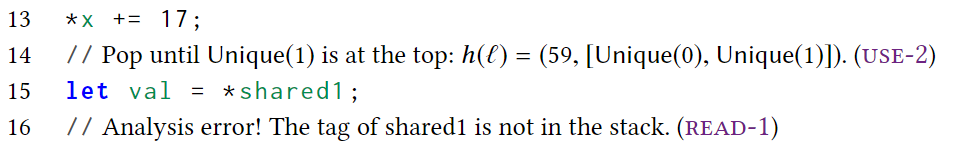 13 *x += 17;
14 // Pop until Unique(1) is at the top: h(ℓ) = (59, [Unique(0), Unique(1)]). (USE-2)
15 let val = *shared1;
16 // Analysis error! The tag of shared1 is not in the stack. (READ-1)